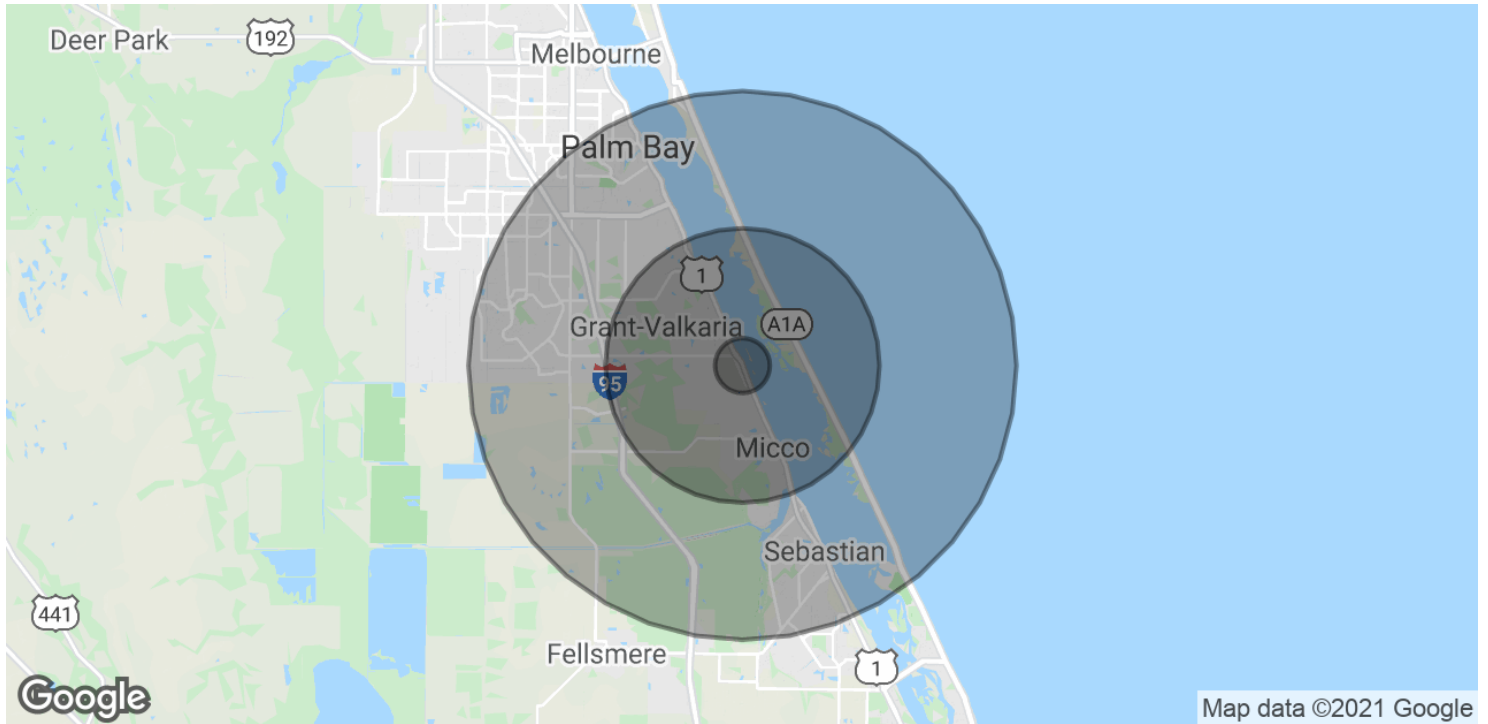 Deer Park
192
Melbourne
Palm Bay
1
Grant-Valkaria
A1A
95
Micco
Sebastian
441
Fellsmere
1
Google
Map data ©2021 Google